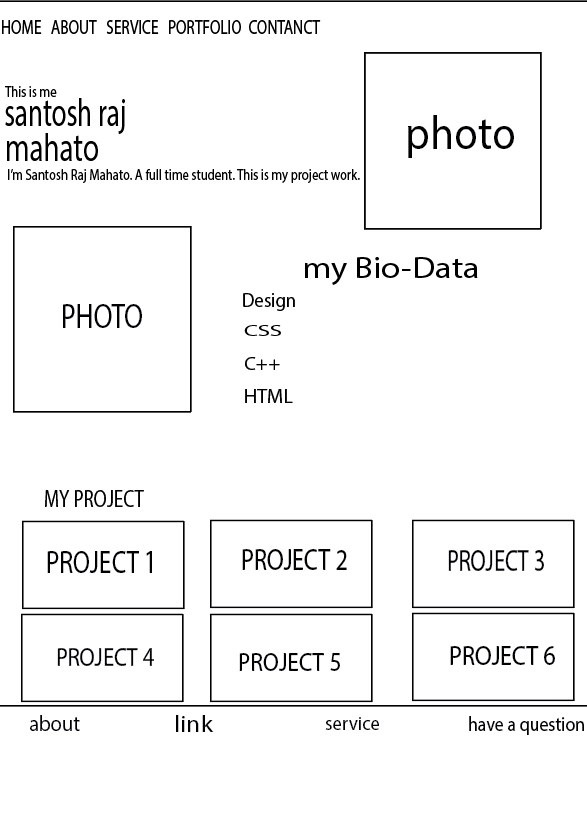 HOME ABOUT SERVICE PORTFOLIO CONTANCT
This is me
santosh raj
mahato
I'm Santosh Raj Mahato. A full time student. This is my project work.
photo
PHOTO
my Bio-Data
Design
CSS
C++
HTML
MY PROJECT
PROJECT 1 PROJECT 2 PROJECT 3
PROJECT 4 PROJECT 5 PROJECT 6
about link service have a question